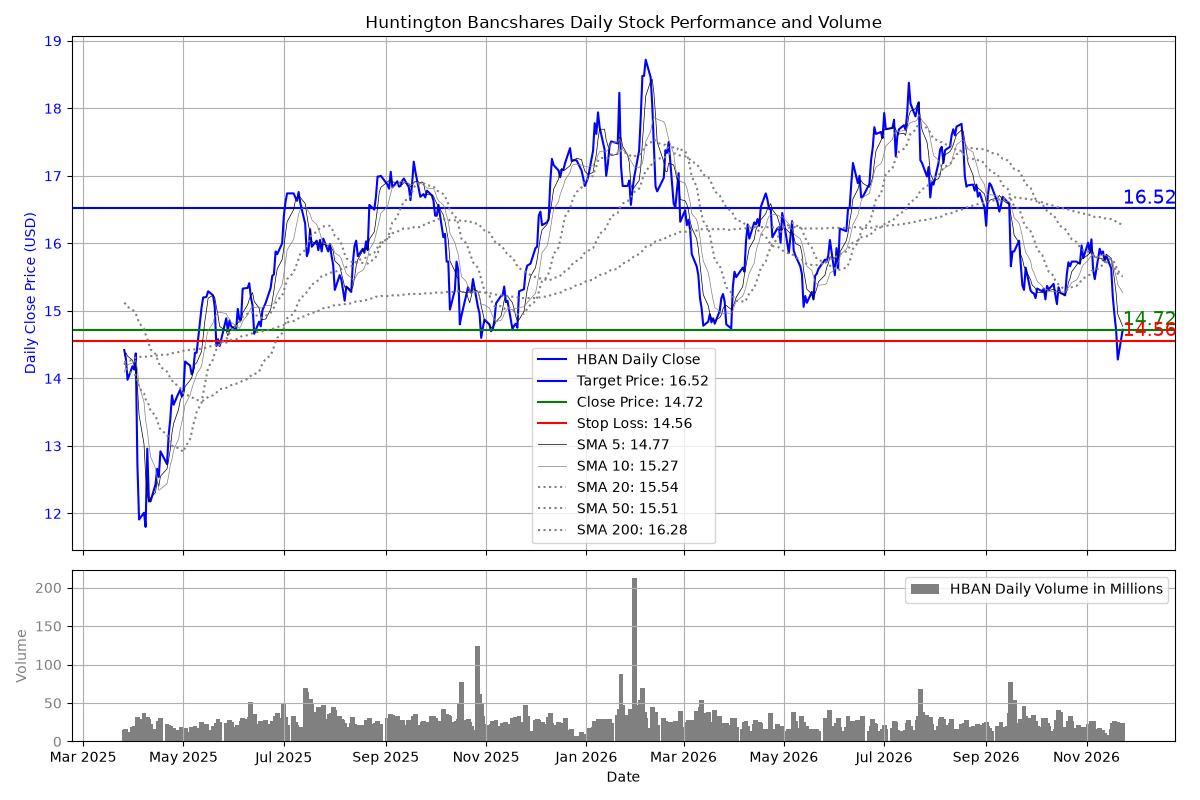 Huntington Bancshares Daily Stock Performance and Volume
Daily Close Price (USD)
19
18
17
16
15
14
13
12
16.52
14.72
14.56
HBAN Daily Close
Target Price: 16.52
Close Price: 14.72
Stop Loss: 14.56
SMA 5: 14.77
SMA 10: 15.27
SMA 20: 15.54
SMA 50: 15.51
SMA 200: 16.28
Volume
200
150
100
50
0
HBAN Daily Volume in Millions
Mar 2025 May 2025 Jul 2025 Sep 2025 Nov 2025 Jan 2026 Mar 2026 May 2026 Jul 2026 Sep 2026 Nov 2026
Date